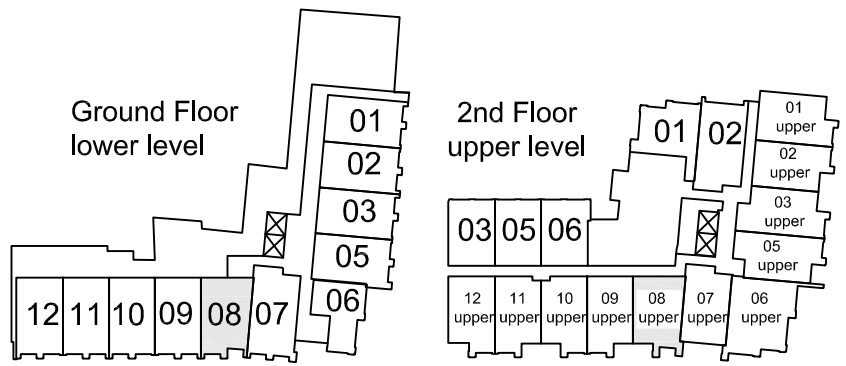 Ground Floor
lower level
01
02
03
05
06
12 11 10 09 08 07
2nd Floor
upper level
01 02
03 05 06
01
upper
02
upper
03
upper
05
upper
06
upper
12
upper
11
upper
10
upper
09
upper
08
upper
07
upper